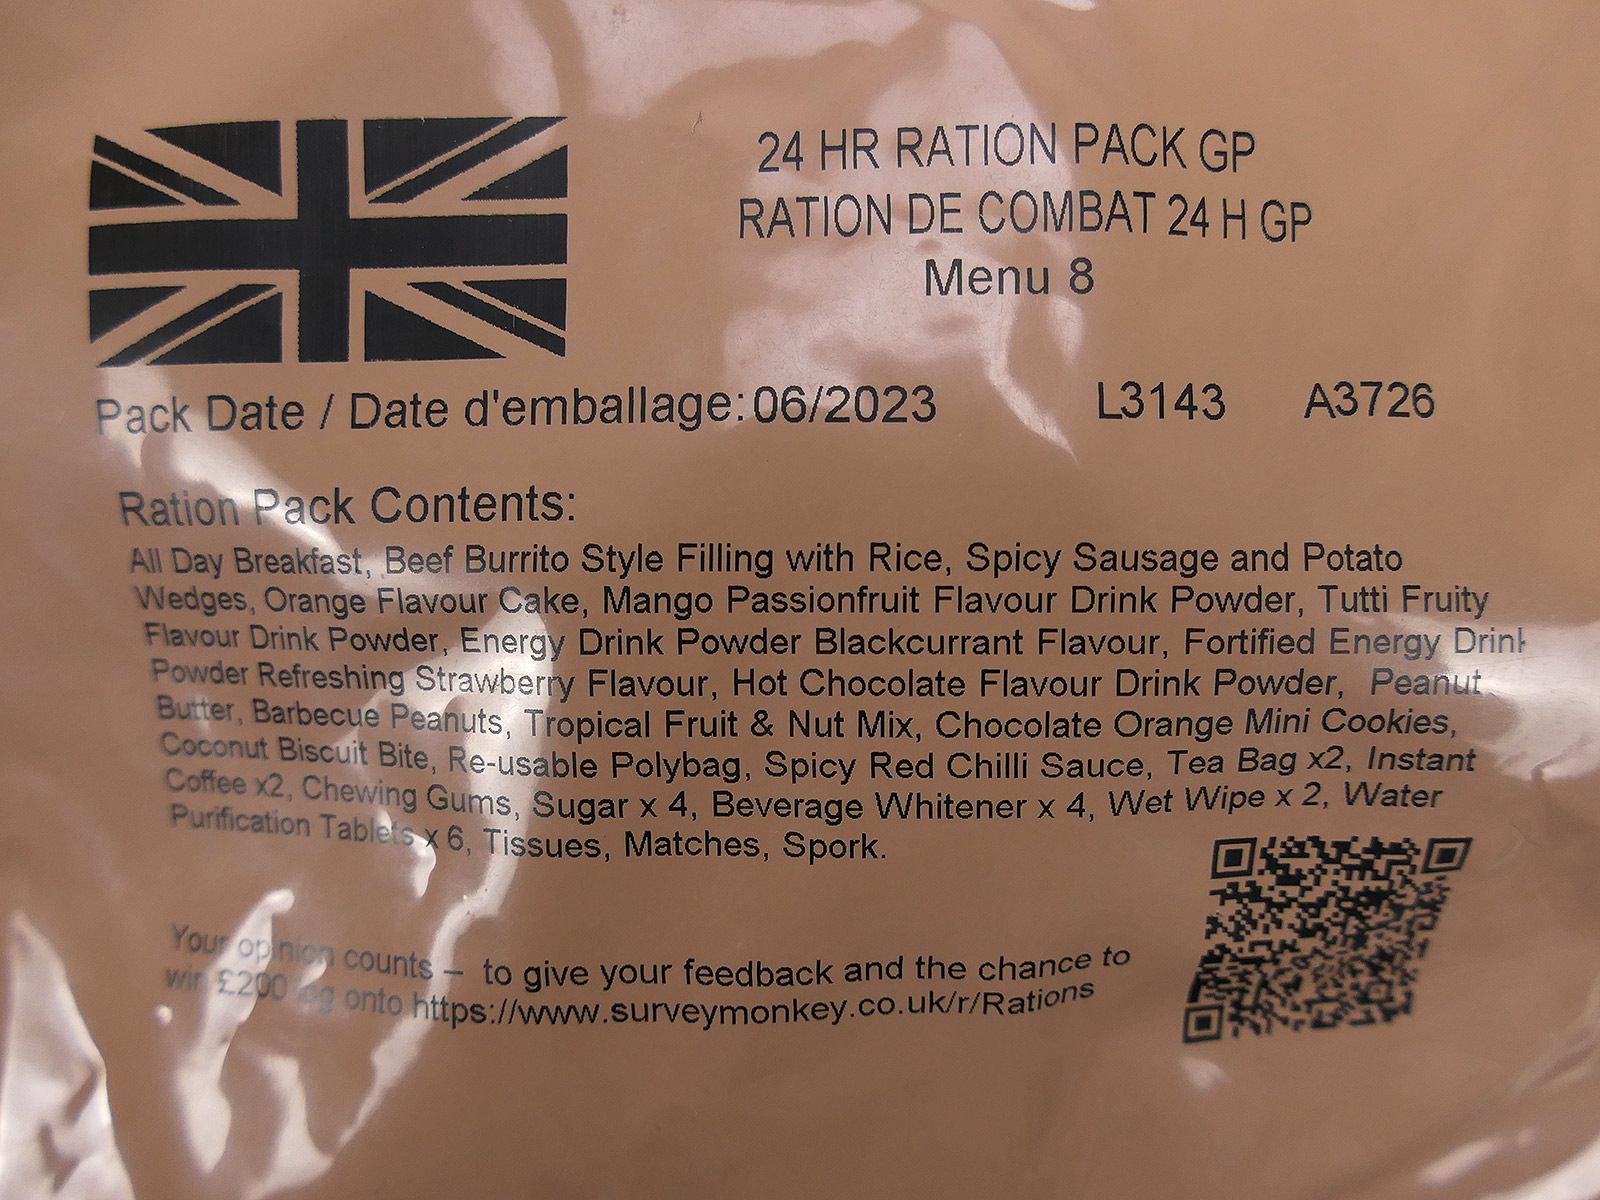 24 HR RATION PACK GP
RATION DE COMBAT 24 H GP
Menu 8
Pack Date / Date d'emballage: 06/2023 L3143 A3726
Ration Pack Contents:
All Day Breakfast, Beef Burrito Style Filling with Rice, Spicy Sausage and Potato
Wedges, Orange Flavour Cake, Mango Passionfruit Flavour Drink Powder, Tutti Fruity
Flavour Drink Powder, Energy Drink Powder Blackcurrant Flavour, Fortified Energy Drink
Powder Refreshing Strawberry Flavour, Hot Chocolate Flavour Drink Powder, Peanut
Butter, Barbecue Peanuts, Tropical Fruit & Nut Mix, Chocolate Orange Mini Cookies,
Coconut Biscuit Bite, Re-usable Polybag, Spicy Red Chilli Sauce, Tea Bag x2, Instant
Coffee x2, Chewing Gums, Sugar x 4, Beverage Whitener x 4, Wet Wipe x 2, Water
Purification Tablets x 6, Tissues, Matches, Spork.
Your opinion counts – to give your feedback and the chance to
win £200 log onto https://www.surveymonkey.co.uk/r/Rations